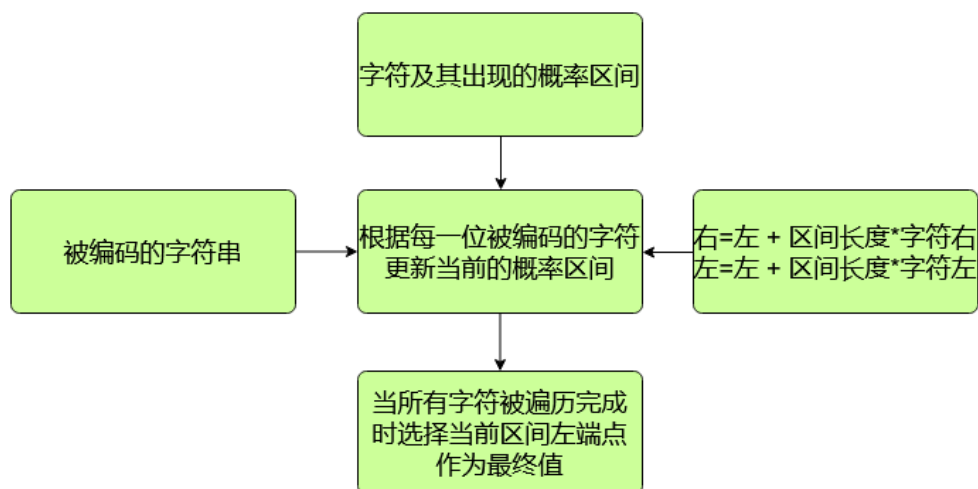 字符及其出现的概率区间
被编码的字符串
根据每一位被编码的字符
更新当前的概率区间
右=左 + 区间长度*字符右
左=左 + 区间长度*字符左
当所有字符被遍历完成
时选择当前区间左端点
作为最终值